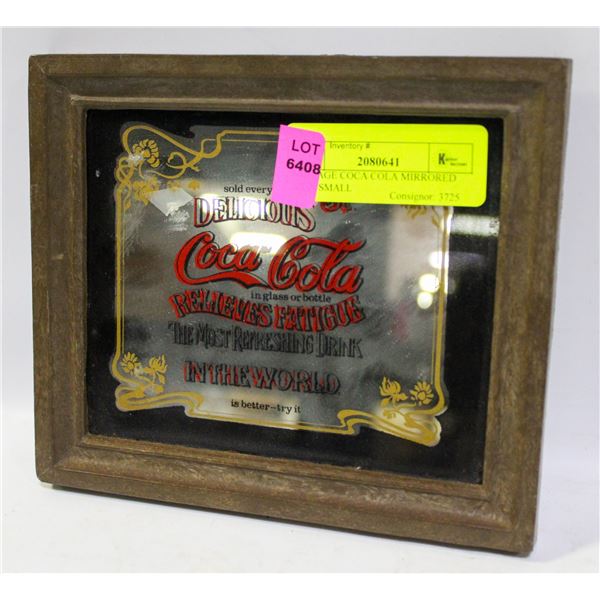 LOT
6408
Inventory #
2080641
COCA COLA MIRRORED
SMALL
Consignor: 3725
sold every
DELICIOUS
Coca Cola
in glass or bottle
RELIEVES FATIGUE
THE MOST REFRESHING DRINK
IN THE WORLD
is better--try it